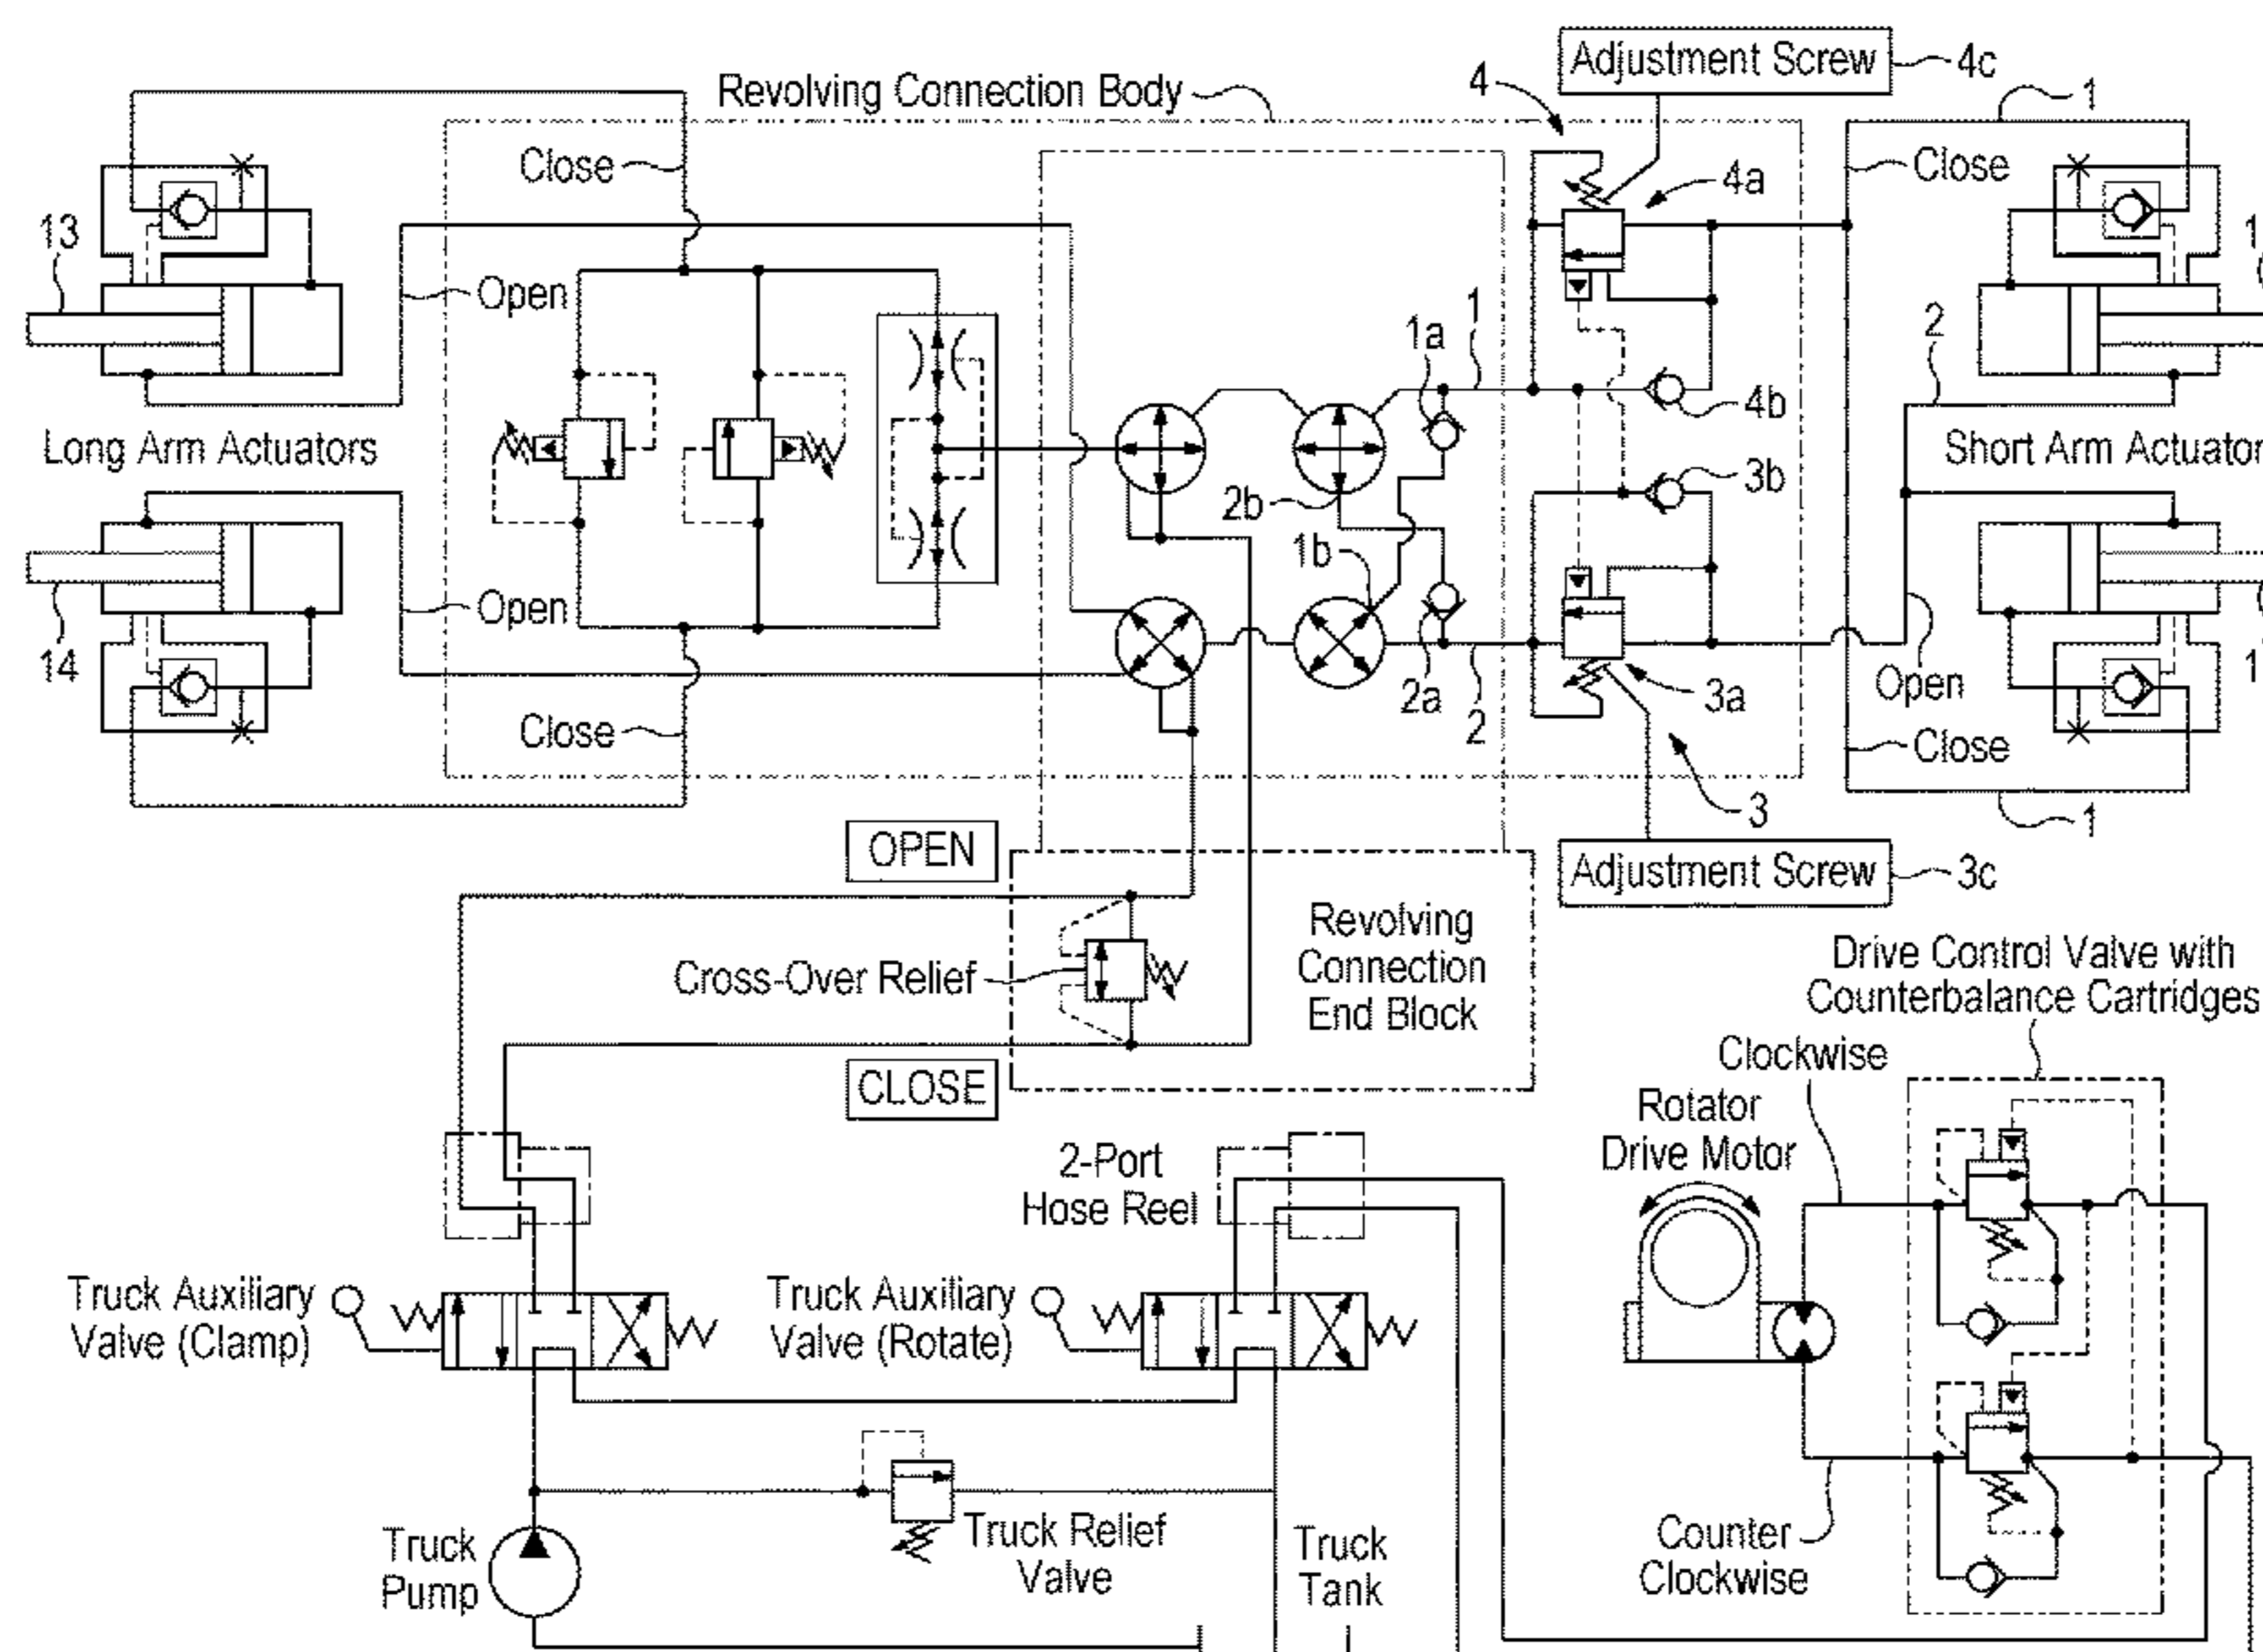 Adjustment Screw
4c
Revolving Connection Body
4
1
Close
4a
Close
13
Open
1
1a
2
4b
Long Arm Actuators
Short Arm Actuator
3b
2b
1b
Open
14
2a
2
3a
Open
Close
Close
3
1
OPEN
Adjustment Screw
3c
Revolving
Connection
End Block
Cross-Over Relief
CLOSE
Drive Control Valve with
Counterbalance Cartridges
Clockwise
Rotator
Drive Motor
2-Port
Hose Reel
Truck Auxiliary
Valve (Clamp)
Truck Auxiliary
Valve (Rotate)
Truck
Pump
Truck Relief
Valve
Truck
Tank
Counter
Clockwise